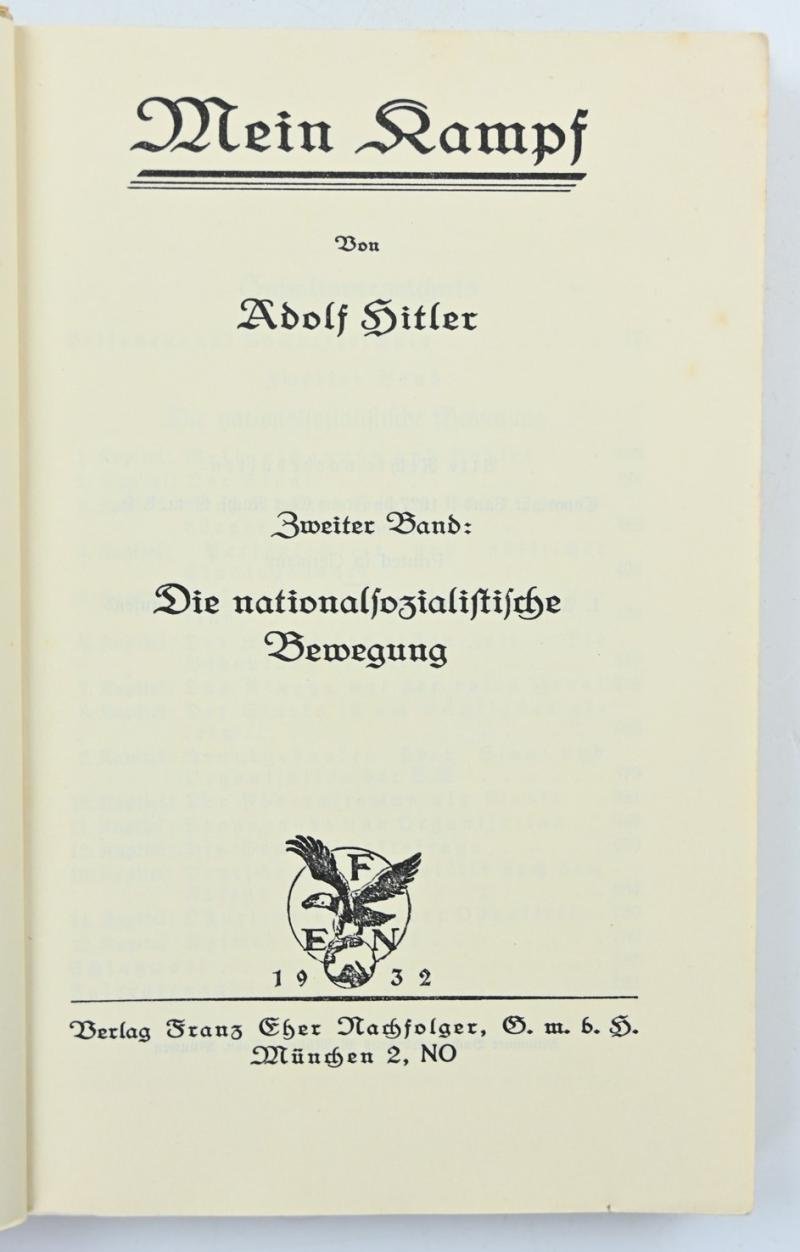 Mein Kampf
Von
Adolf Hitler
Zweiter Band:
Die nationalsozialistische
Bewegung
F
E N
1932
Verlag Franz Eher Nachfolger, G. m. b. H.
München 2, NO